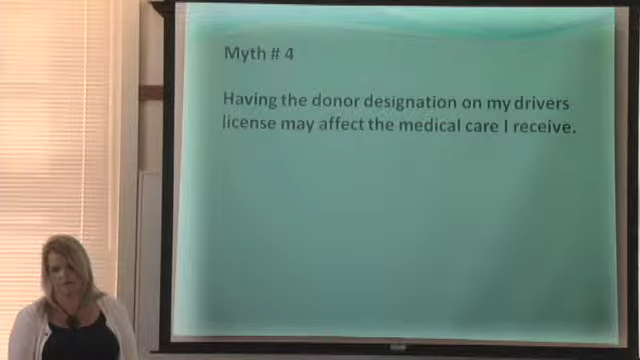 Myth # 4
Having the donor designation on my drivers
license may affect the medical care I receive.